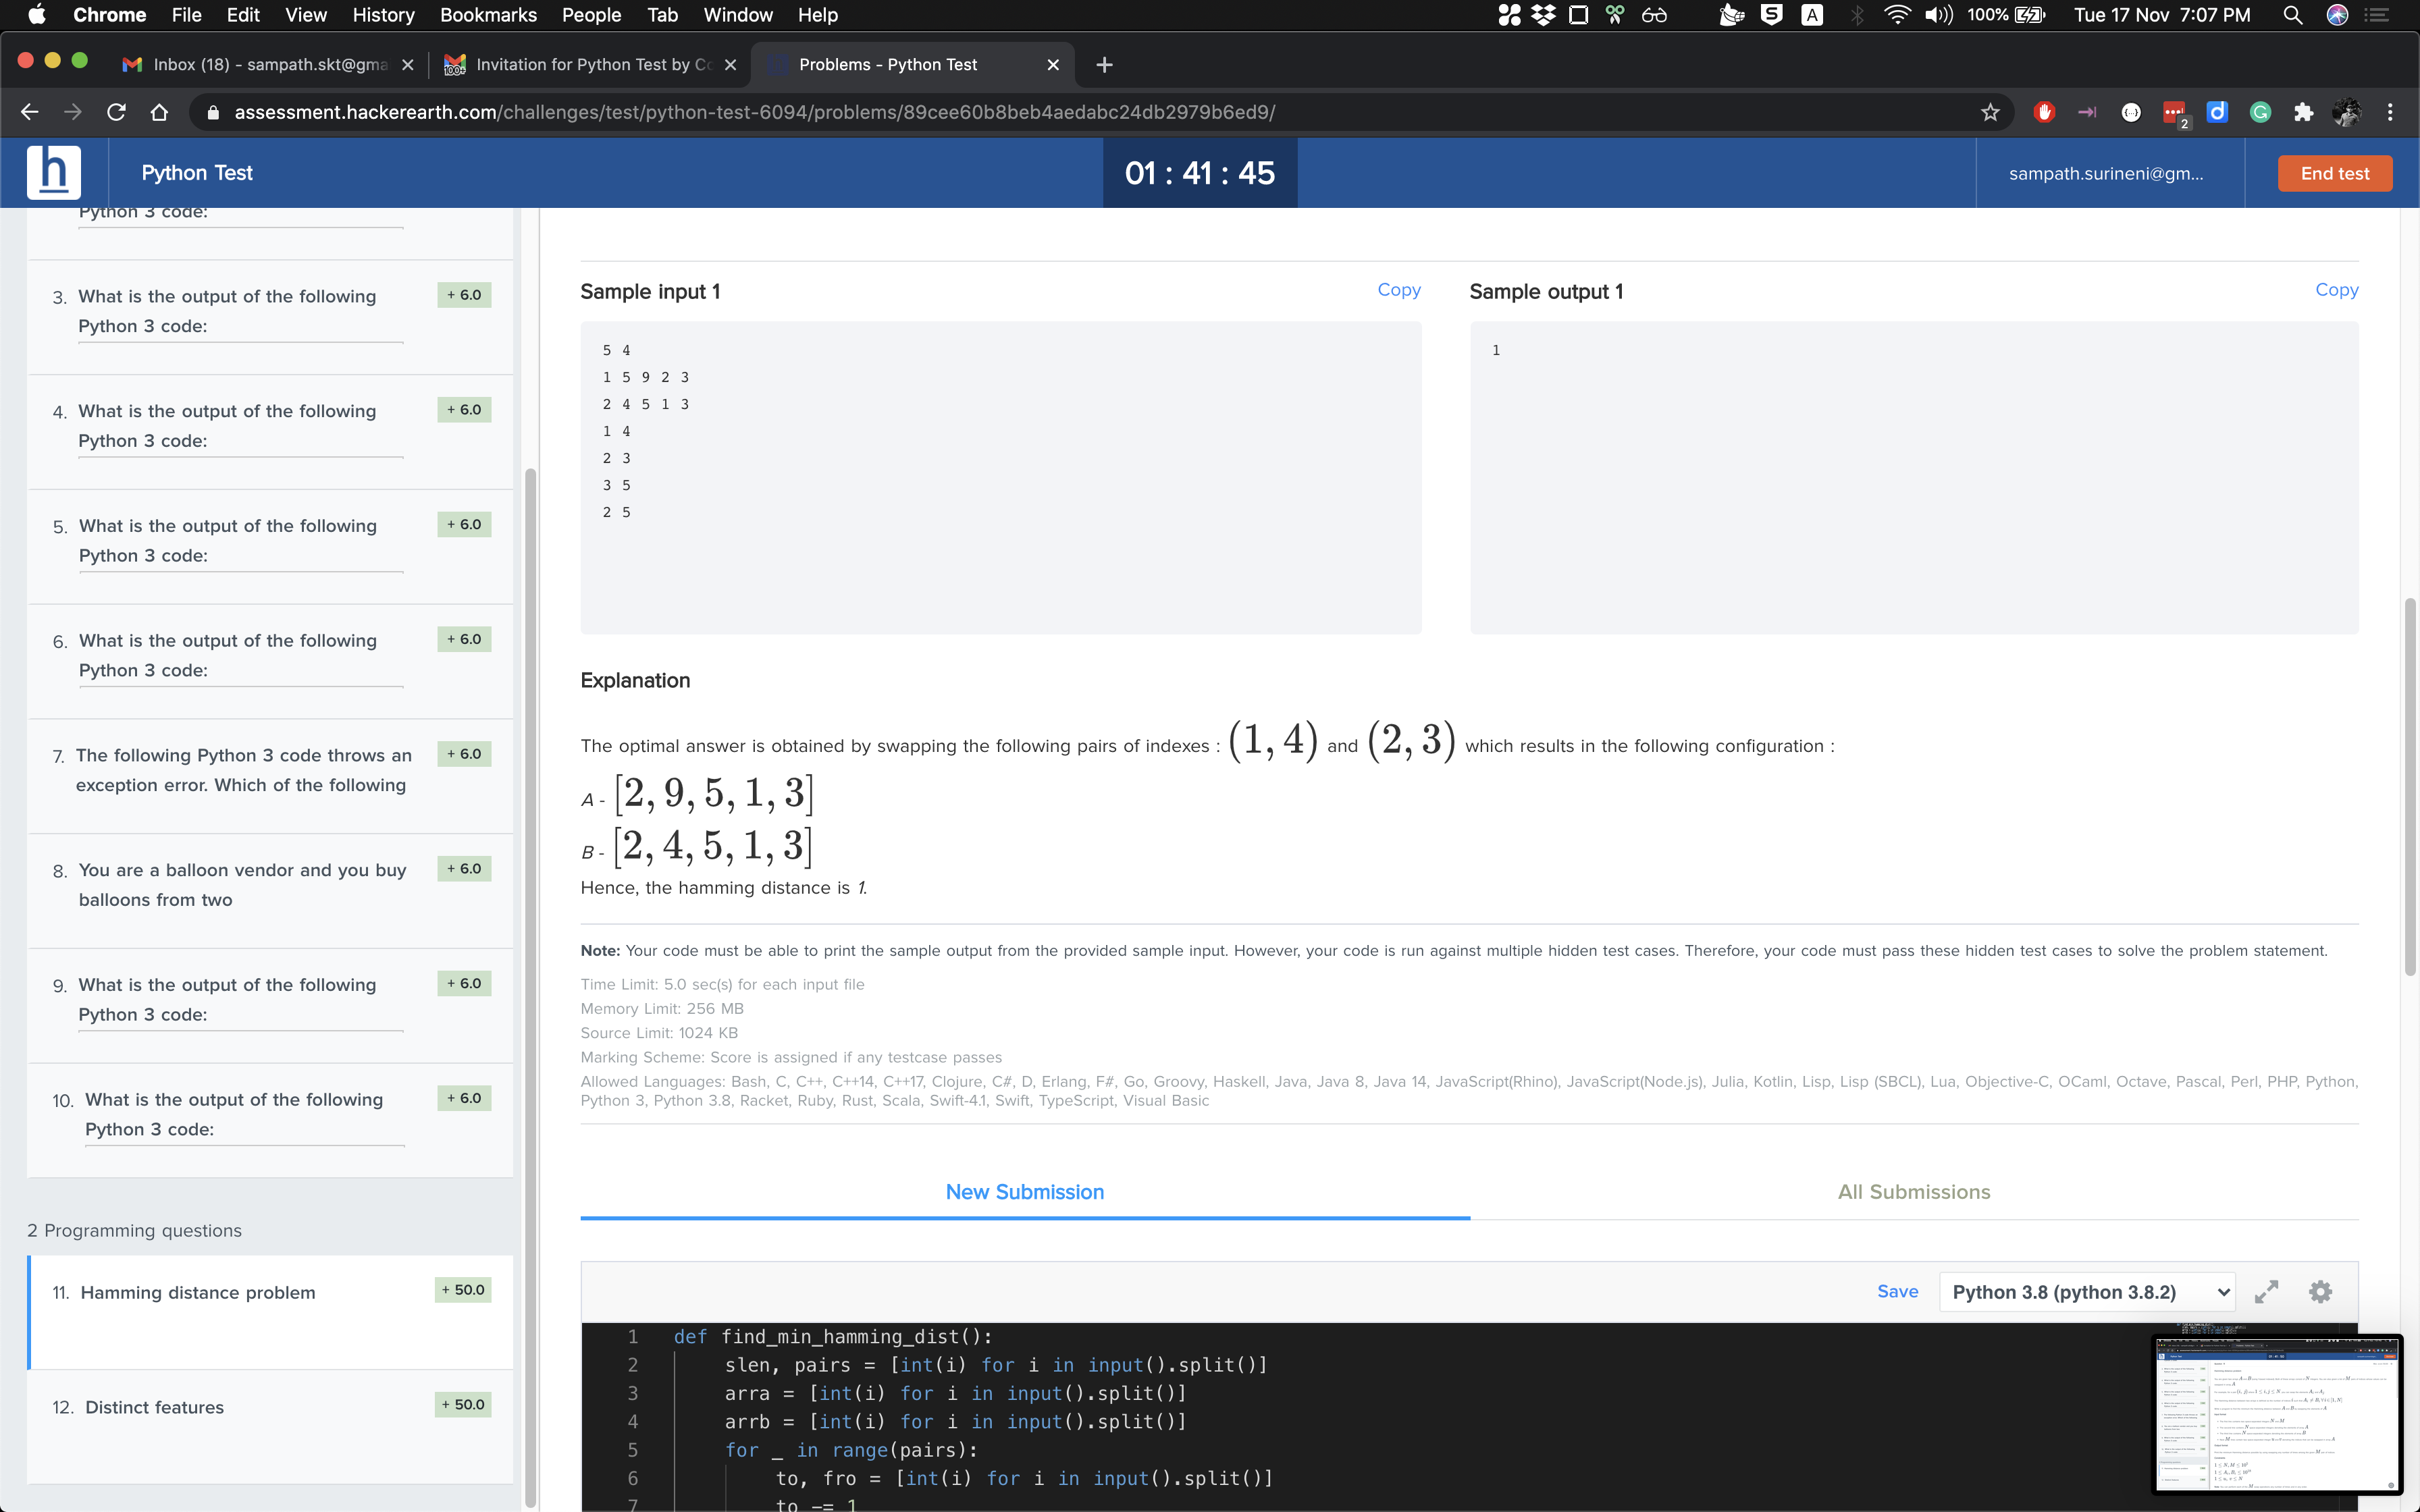 Chrome File Edit View History Bookmarks People Tab Window Help
100% Tue 17 Nov 7:07 PM
Inbox (18) - sampath.skt@gma
Invitation for Python Test by Co
Problems - Python Test
assessment.hackerearth.com/challenges/test/python-test-6094/problems/89cee60b8beb4aedabc24db2979b6ed9/
Python Test
01 : 41 : 45
sampath.surineni@gm...
End test
Python 3 code:
3. What is the output of the following + 6.0
Python 3 code:
4. What is the output of the following + 6.0
Python 3 code:
5. What is the output of the following + 6.0
Python 3 code:
6. What is the output of the following + 6.0
Python 3 code:
7. The following Python 3 code throws an + 6.0
exception error. Which of the following
8. You are a balloon vendor and you buy + 6.0
balloons from two
9. What is the output of the following + 6.0
Python 3 code:
10. What is the output of the following + 6.0
Python 3 code:
2 Programming questions
11. Hamming distance problem + 50.0
12. Distinct features + 50.0
Sample input 1 Copy
5 4
1 5 9 2 3
2 4 5 1 3
1 4
2 3
3 5
2 5
Sample output 1 Copy
1
Explanation
The optimal answer is obtained by swapping the following pairs of indexes : (1, 4) and (2, 3) which results in the following configuration :
A - [2, 9, 5, 1, 3]
B - [2, 4, 5, 1, 3]
Hence, the hamming distance is 1.
Note: Your code must be able to print the sample output from the provided sample input. However, your code is run against multiple hidden test cases. Therefore, your code must pass these hidden test cases to solve the problem statement.
Time Limit: 5.0 sec(s) for each input file
Memory Limit: 256 MB
Source Limit: 1024 KB
Marking Scheme: Score is assigned if any testcase passes
Allowed Languages: Bash, C, C++, C++14, C++17, Clojure, C#, D, Erlang, F#, Go, Groovy, Haskell, Java, Java 8, Java 14, JavaScript(Rhino), JavaScript(Node.js), Julia, Kotlin, Lisp, Lisp (SBCL), Lua, Objective-C, OCaml, Octave, Pascal, Perl, PHP, Python,
Python 3, Python 3.8, Racket, Ruby, Rust, Scala, Swift-4.1, Swift, TypeScript, Visual Basic
New Submission
All Submissions
Save
Python 3.8 (python 3.8.2)
1 def find_min_hamming_dist():
2 slen, pairs = [int(i) for i in input().split()]
3 arra = [int(i) for i in input().split()]
4 arrb = [int(i) for i in input().split()]
5 for _ in range(pairs):
6 to, fro = [int(i) for i in input().split()]
7 to -= 1